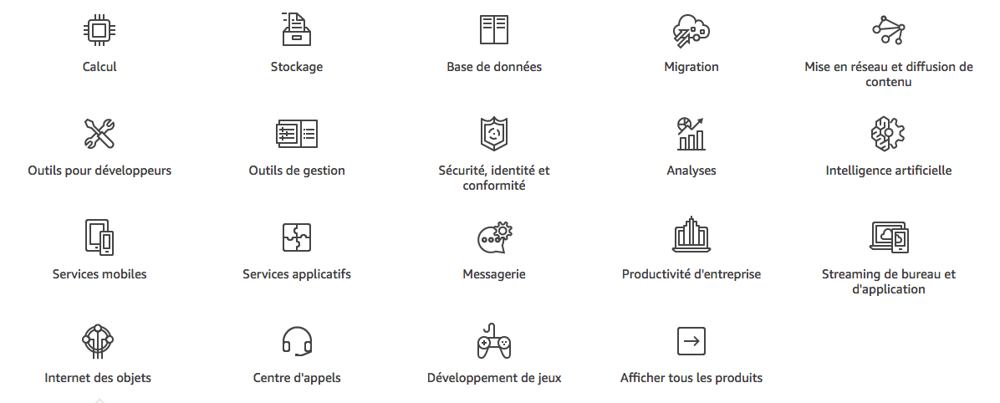 Calcul
Stockage
Base de données
Migration
Mise en réseau et diffusion de
contenu
Outils pour développeurs
Outils de gestion
Sécurité, identité et
conformité
Analyses
Intelligence artificielle
Services mobiles
Services applicatifs
Messagerie
Productivité d'entreprise
Streaming de bureau et
d'application
Internet des objets
Centre d'appels
Développement de jeux
Afficher tous les produits